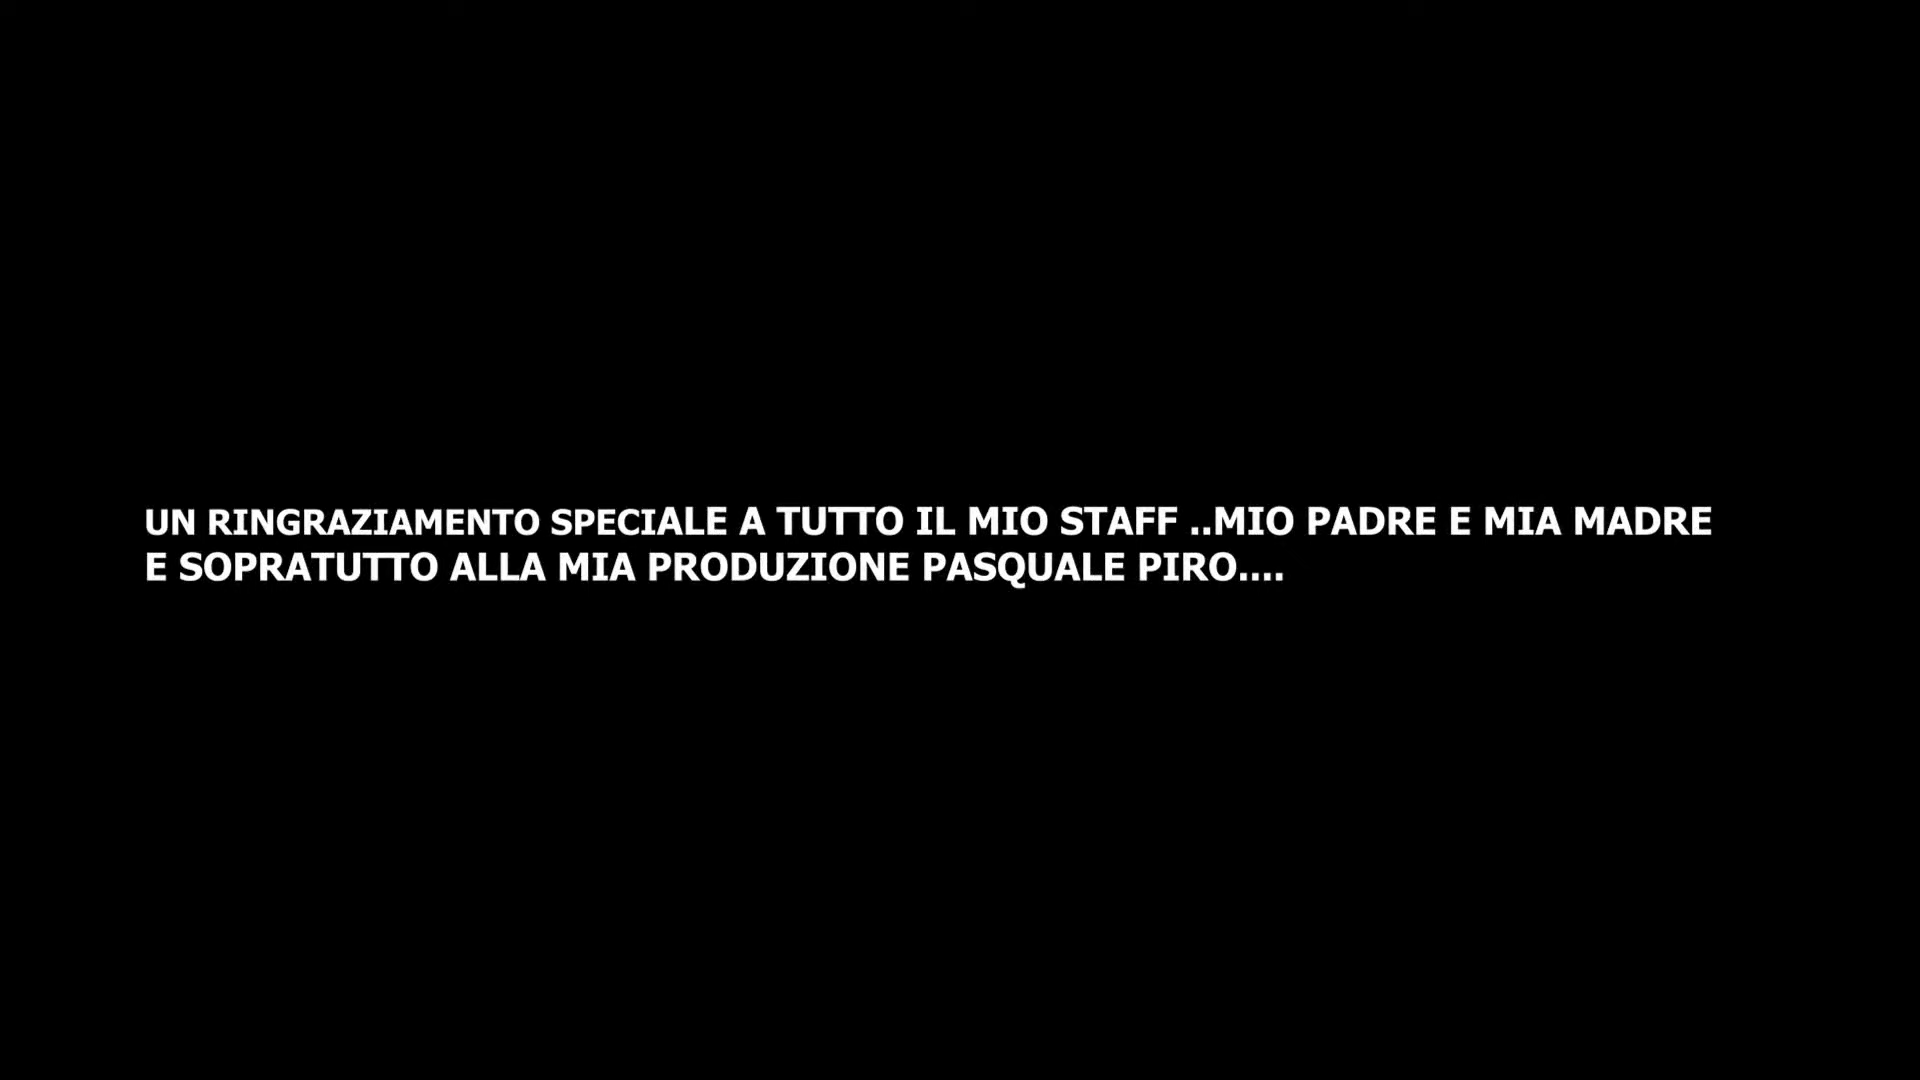 UN RINGRAZIAMENTO SPECIALE A TUTTO IL MIO STAFF ..MIO PADRE E MIA MADRE
E SOPRATUTTO ALLA MIA PRODUZIONE PASQUALE PIRO....